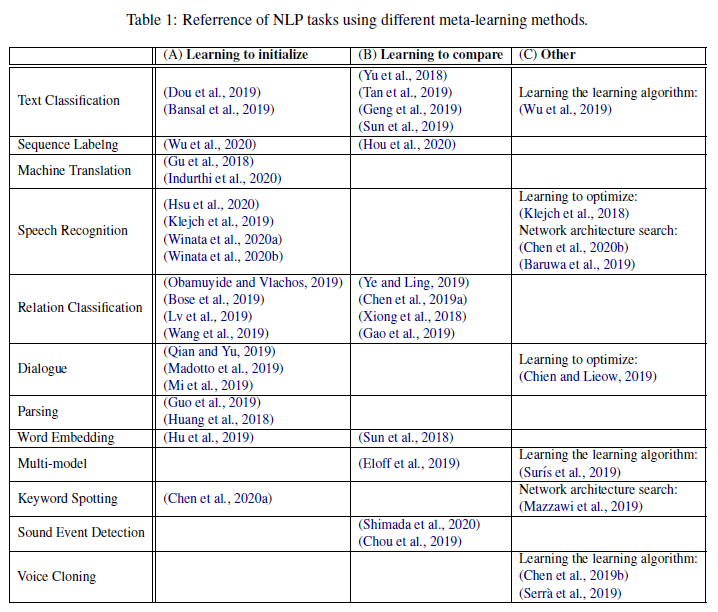 Table 1: Referrence of NLP tasks using different meta-learning methods.
(A) Learning to initialize (B) Learning to compare (C) Other
Text Classification
(Dou et al., 2019)
(Bansal et al., 2019)
(Yu et al., 2018)
(Tan et al., 2019)
(Geng et al., 2019)
(Sun et al., 2019)
Learning the learning algorithm:
(Wu et al., 2019)
Sequence Labelng (Wu et al., 2020) (Hou et al., 2020)
Machine Translation
(Gu et al., 2018)
(Indurthi et al., 2020)
Speech Recognition
(Hsu et al., 2020)
(Klejch et al., 2019)
(Winata et al., 2020a)
(Winata et al., 2020b)
Learning to optimize:
(Klejch et al., 2018)
Network architecture search:
(Chen et al., 2020b)
(Baruwa et al., 2019)
Relation Classification
(Obamuyide and Vlachos, 2019)
(Bose et al., 2019)
(Lv et al., 2019)
(Wang et al., 2019)
(Ye and Ling, 2019)
(Chen et al., 2019a)
(Xiong et al., 2018)
(Gao et al., 2019)
Dialogue
(Qian and Yu, 2019)
(Madotto et al., 2019)
(Mi et al., 2019)
Learning to optimize:
(Chien and Lieow, 2019)
Parsing
(Guo et al., 2019)
(Huang et al., 2018)
Word Embedding (Hu et al., 2019) (Sun et al., 2018)
Multi-model
(Eloff et al., 2019)
Learning the learning algorithm:
(Surís et al., 2019)
Keyword Spotting
(Chen et al., 2020a)
Network architecture search:
(Mazzawi et al., 2019)
Sound Event Detection
(Shimada et al., 2020)
(Chou et al., 2019)
Voice Cloning
Learning the learning algorithm:
(Chen et al., 2019b)
(Serrà et al., 2019)